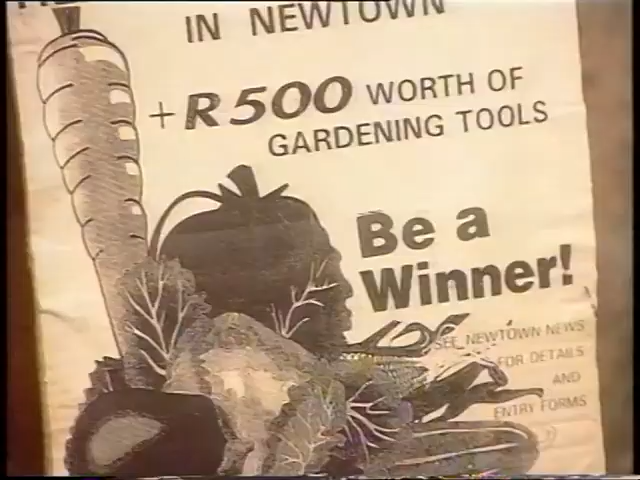 IN NEWTOWN
+R500 WORTH OF
GARDENING TOOLS
Be a
Winner!
SEE NEWTOWN NEWS
FOR DETAILS
AND
ENTRY FORMS